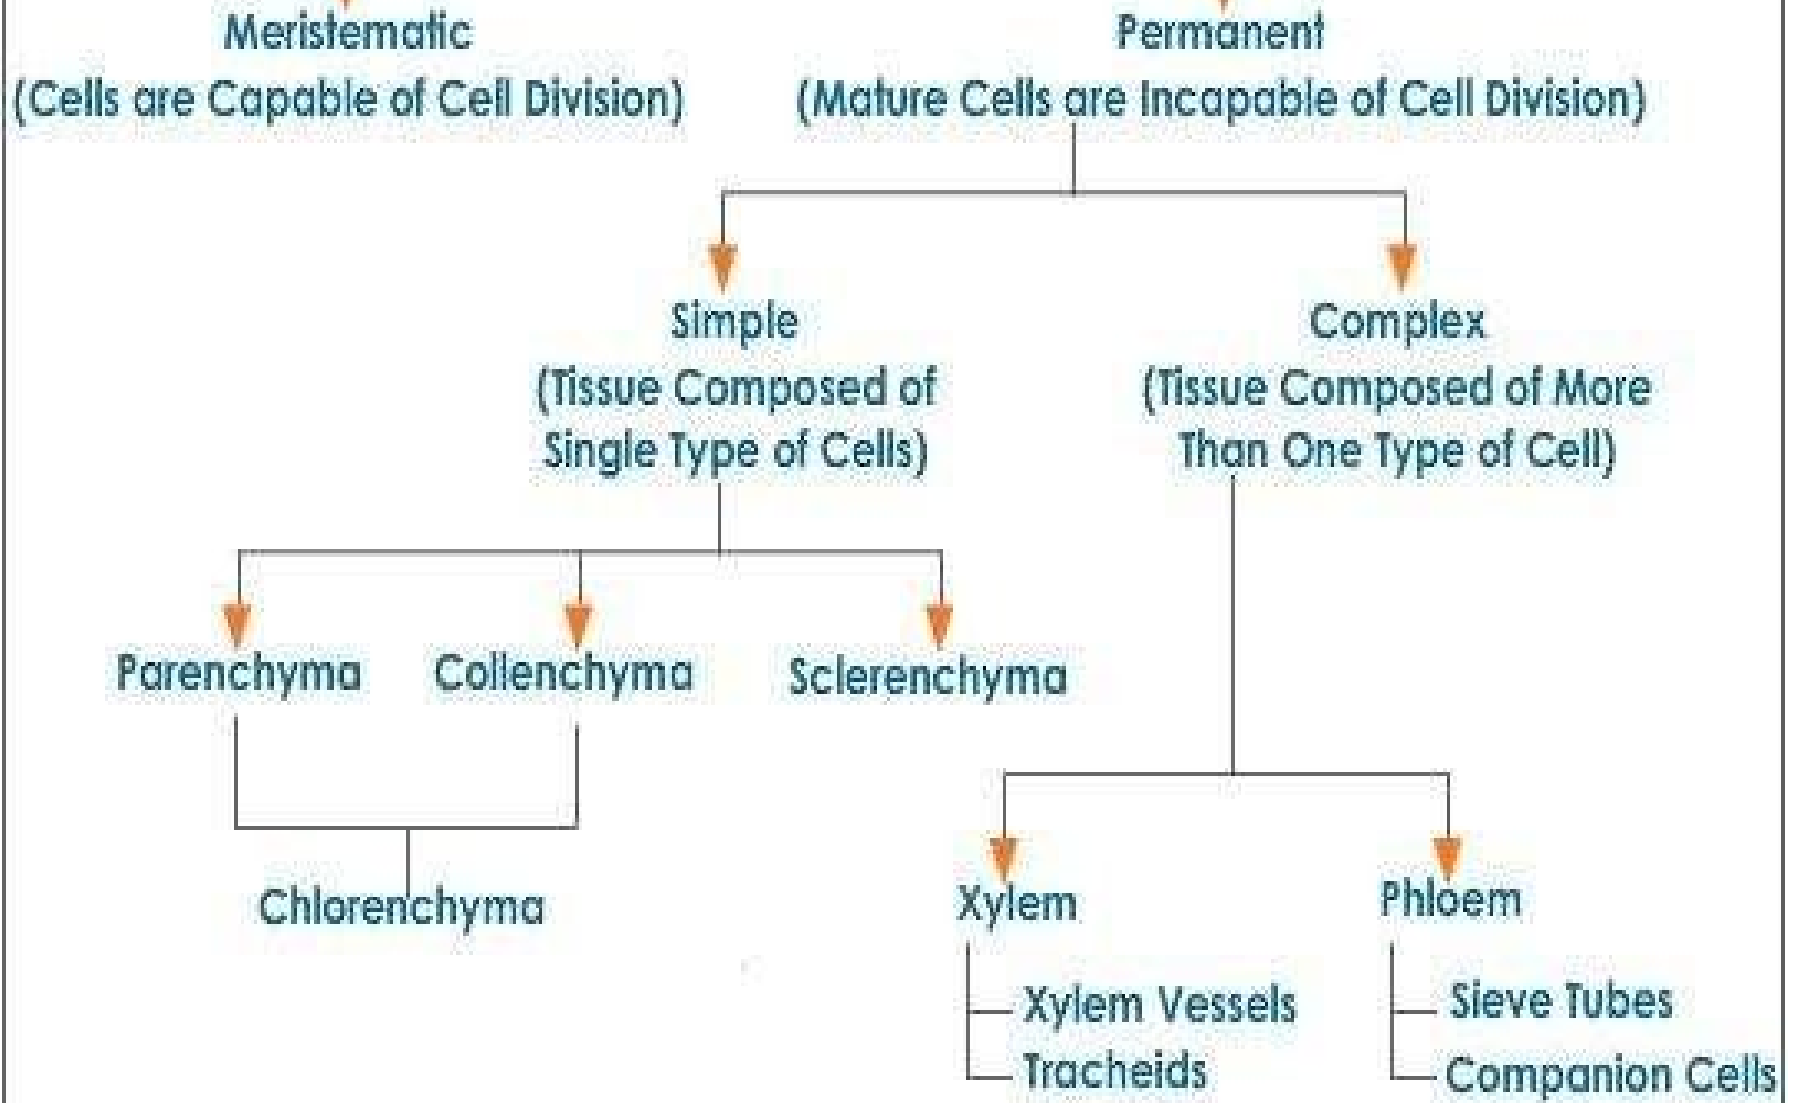 Meristematic
(Cells are Capable of Cell Division)
Permanent
(Mature Cells are Incapable of Cell Division)
Simple
(Tissue Composed of
Single Type of Cells)
Complex
(Tissue Composed of More
Than One Type of Cell)
Parenchyma
Collenchyma
Sclerenchyma
Chlorenchyma
Xylem
Xylem Vessels
Tracheids
Phloem
Sieve Tubes
Companion Cells